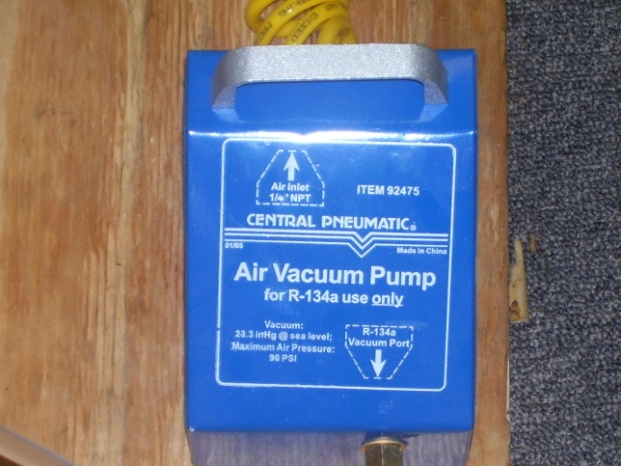 Air Inlet
1/4" NPT
ITEM 92475
CENTRAL PNEUMATIC®
01/05
Made in China
Air Vacuum Pump
for R-134a use only
Vacuum:
23.3 inHg @ sea level;
Maximum Air Pressure:
90 PSI
R-134a
Vacuum Port